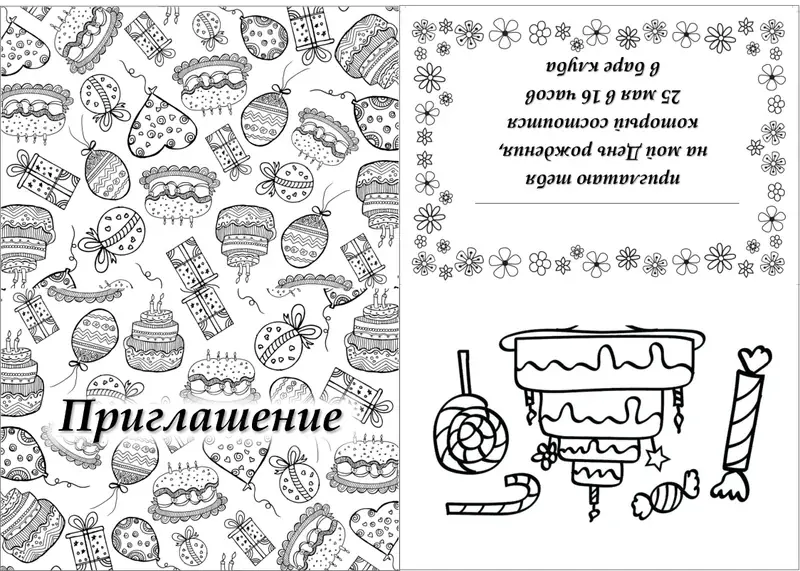 Приглашение
приглашаю тебя
на мой День рождения,
который состоится
25 мая в 16 часов
в баре клуба